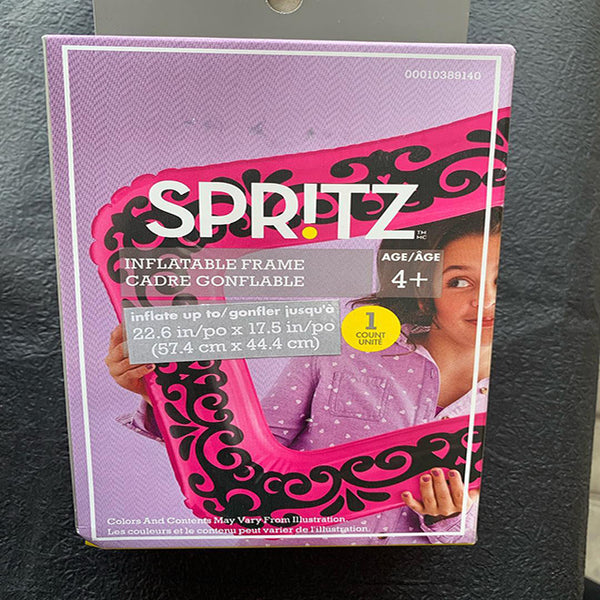 00010389140
SPR!TZ TM MC
INFLATABLE FRAME
CADRE GONFLABLE
AGE/ÂGE
4+
inflate up to/gonfler jusqu'à
22.6 in/po x 17.5 in/po
(57.4 cm x 44.4 cm)
1
COUNT
UNITÉ
Colors And Contents May Vary From Illustration.
Les couleurs et le contenu peut varier de l'illustration.